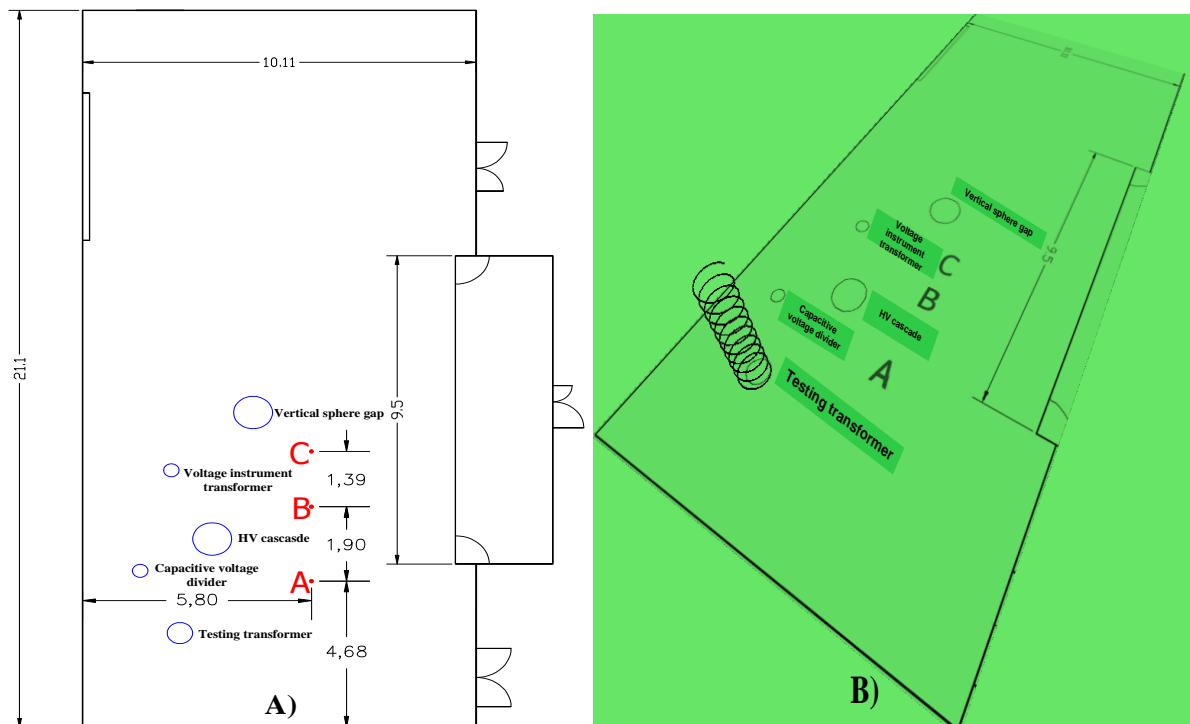 10.11
21.1
9.5
Vertical sphere gap
C
1,39
Voltage instrument
transformer
B
HV cascasde
1,90
Capacitive voltage
divider
A
5,80
Testing transformer
4,68
A)
Vertical sphere gap
Voltage
instrument
transformer
9.5
C
B
Capacitive
voltage divider
HV cascade
A
Testing transformer
B)